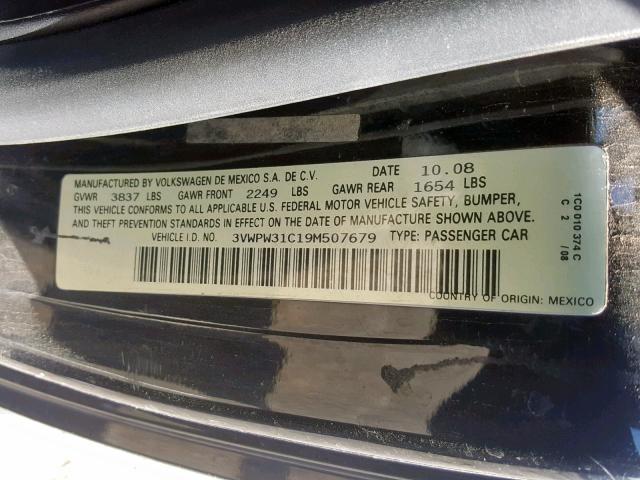 MANUFACTURED BY VOLKSWAGEN DE MEXICO S.A. DE C.V. DATE 10.08
GVWR 3837 LBS GAWR FRONT 2249 LBS GAWR REAR 1654 LBS
THIS VEHICLE CONFORMS TO ALL APPLICABLE U.S. FEDERAL MOTOR VEHICLE SAFETY, BUMPER,
AND THEFT PREVENTION STANDARDS IN EFFECT ON THE DATE OF MANUFACTURE SHOWN ABOVE.
VEHICLE I.D. NO. 3VWPW31C19M507679 TYPE: PASSENGER CAR
COUNTRY OF ORIGIN: MEXICO
1C0 010 374 C
C 2 /08